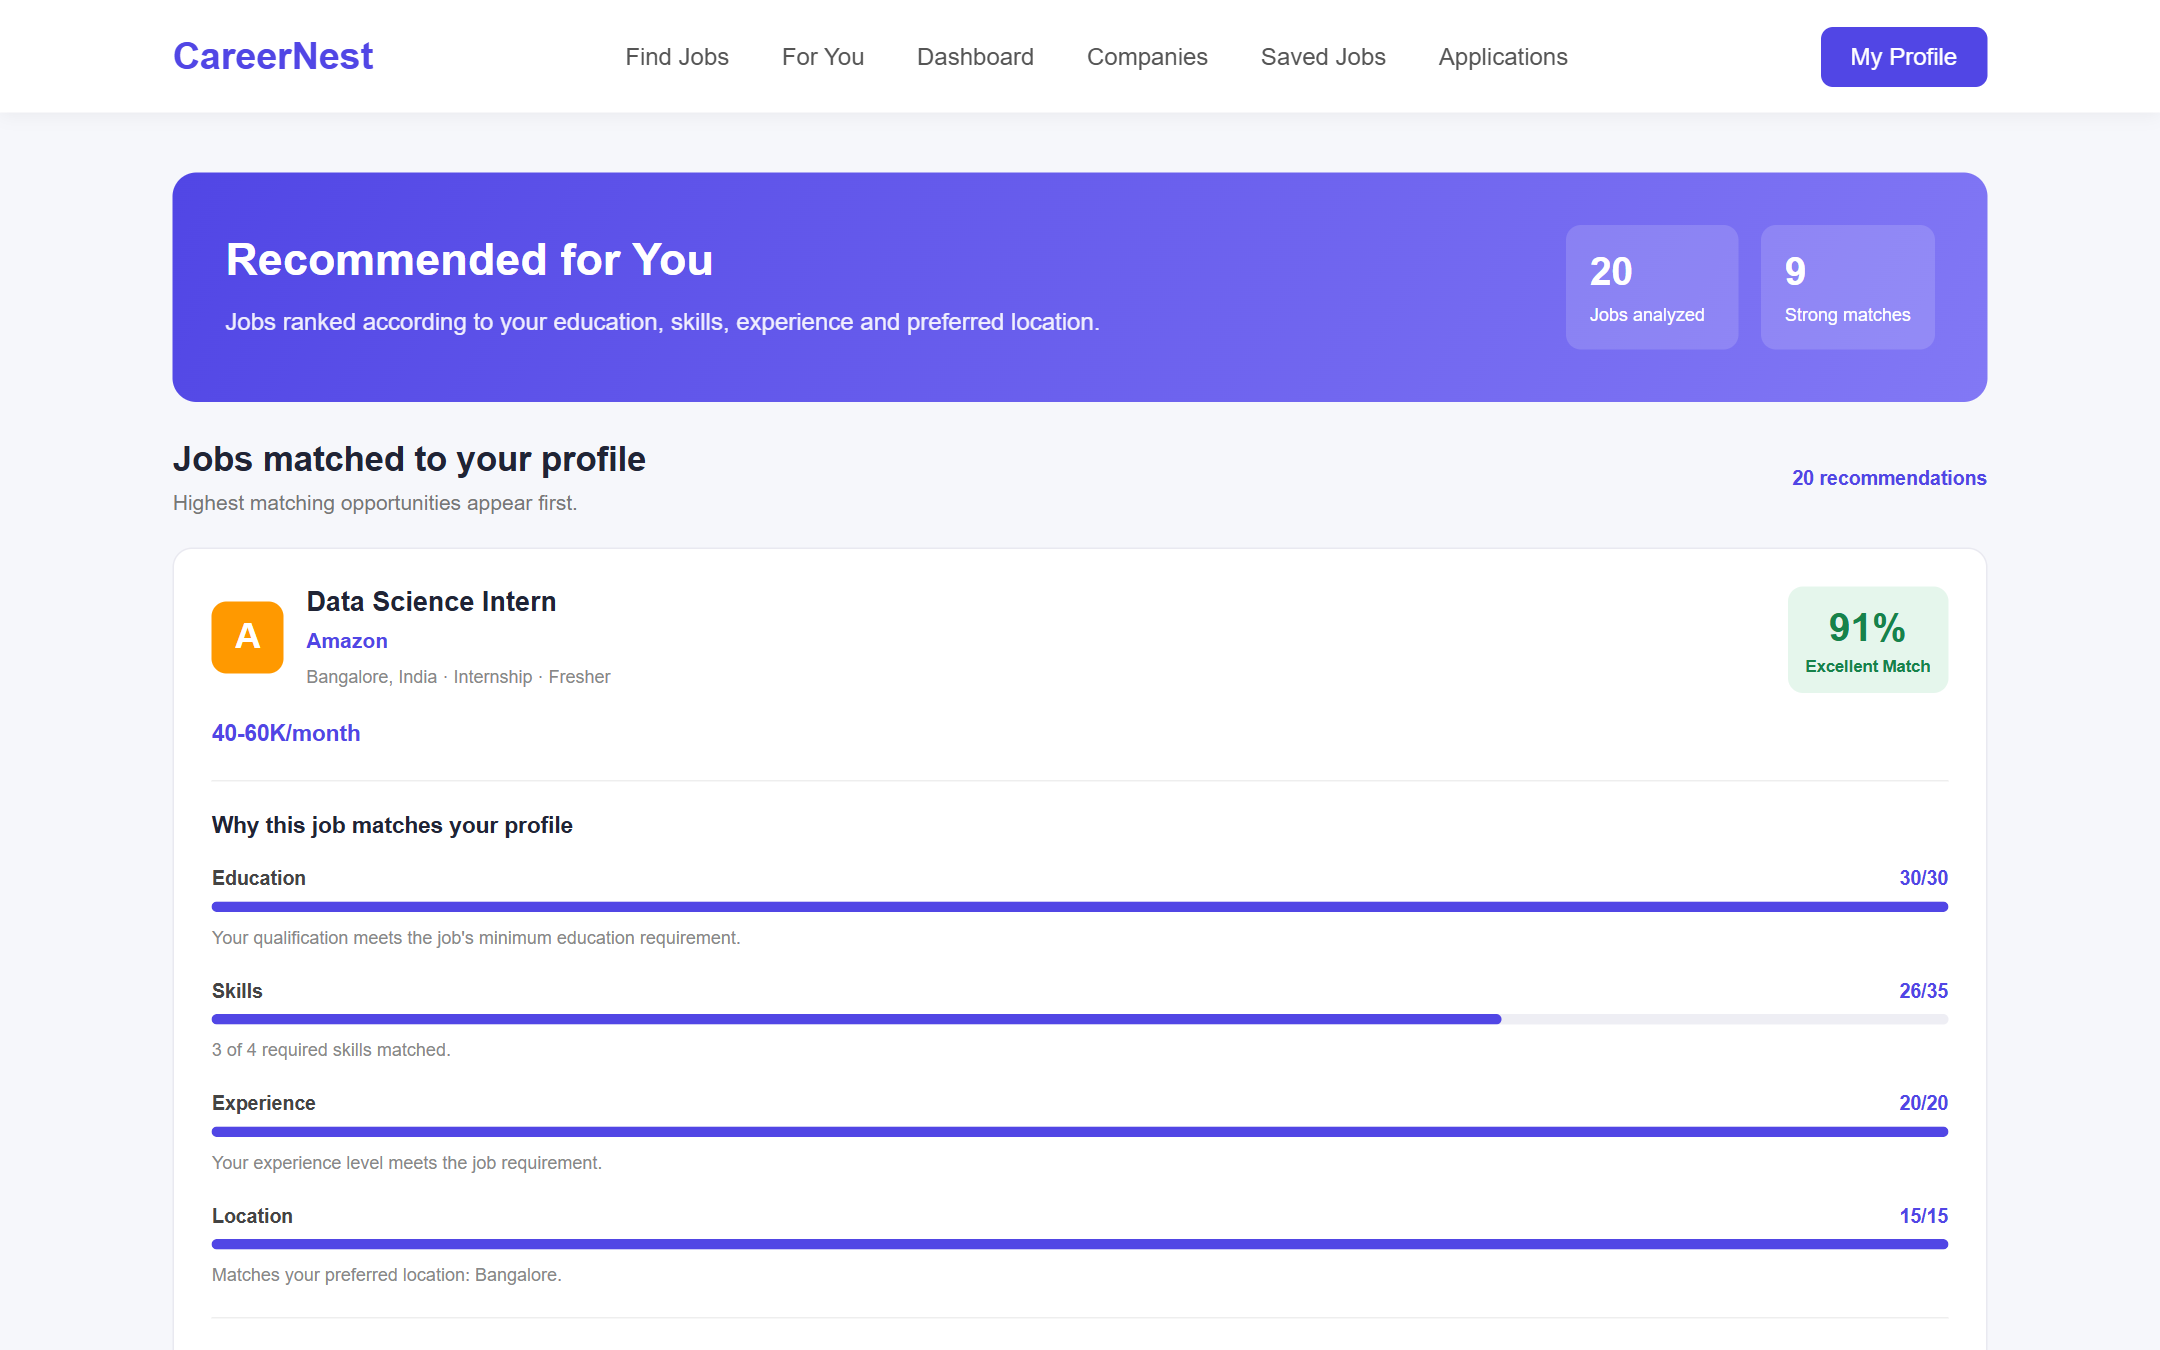 CareerNest
Find Jobs
For You
Dashboard
Companies
Saved Jobs
Applications
My Profile
Recommended for You
Jobs ranked according to your education, skills, experience and preferred location.
20
Jobs analyzed
9
Strong matches
Jobs matched to your profile
Highest matching opportunities appear first.
20 recommendations
A
Data Science Intern
Amazon
Bangalore, India · Internship · Fresher
91%
Excellent Match
40-60K/month
Why this job matches your profile
Education 30/30
Your qualification meets the job's minimum education requirement.
Skills 26/35
3 of 4 required skills matched.
Experience 20/20
Your experience level meets the job requirement.
Location 15/15
Matches your preferred location: Bangalore.